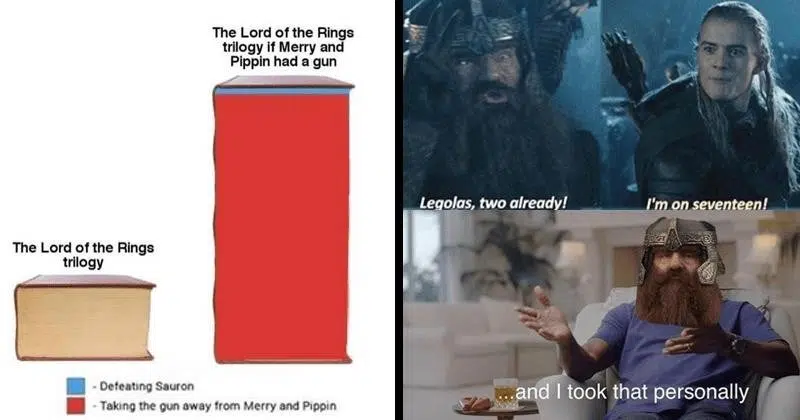 The Lord of the Rings
trilogy if Merry and
Pippin had a gun
The Lord of the Rings
trilogy
- Defeating Sauron
- Taking the gun away from Merry and Pippin
Legolas, two already!
I'm on seventeen!
...and I took that personally